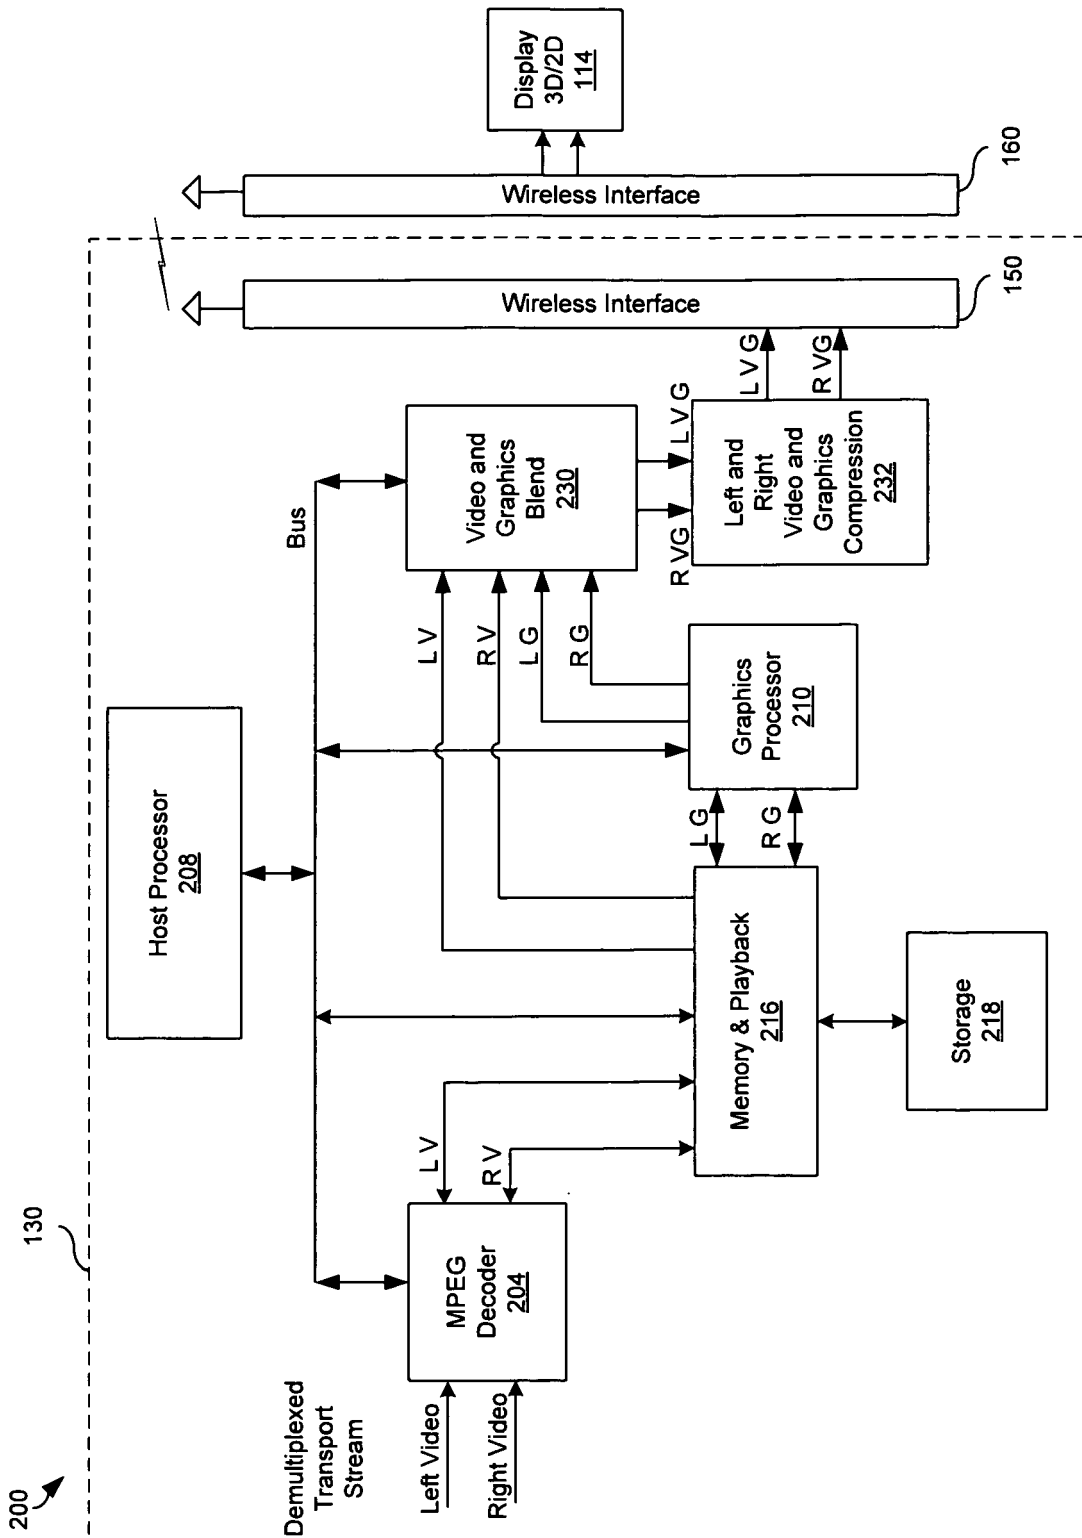 200
130
Demultiplexed
Transport
Stream
Left Video
Right Video
MPEG
Decoder
204
L V
R V
Host Processor
208
Bus
Memory & Playback
216
Storage
218
L G
R G
Graphics
Processor
210
L V
R V
L G
R G
Video and
Graphics
Blend
230
R VG
L V G
Left and
Right
Video and
Graphics
Compression
232
L V G
R VG
Wireless Interface
150
Wireless Interface
160
Display
3D/2D
114